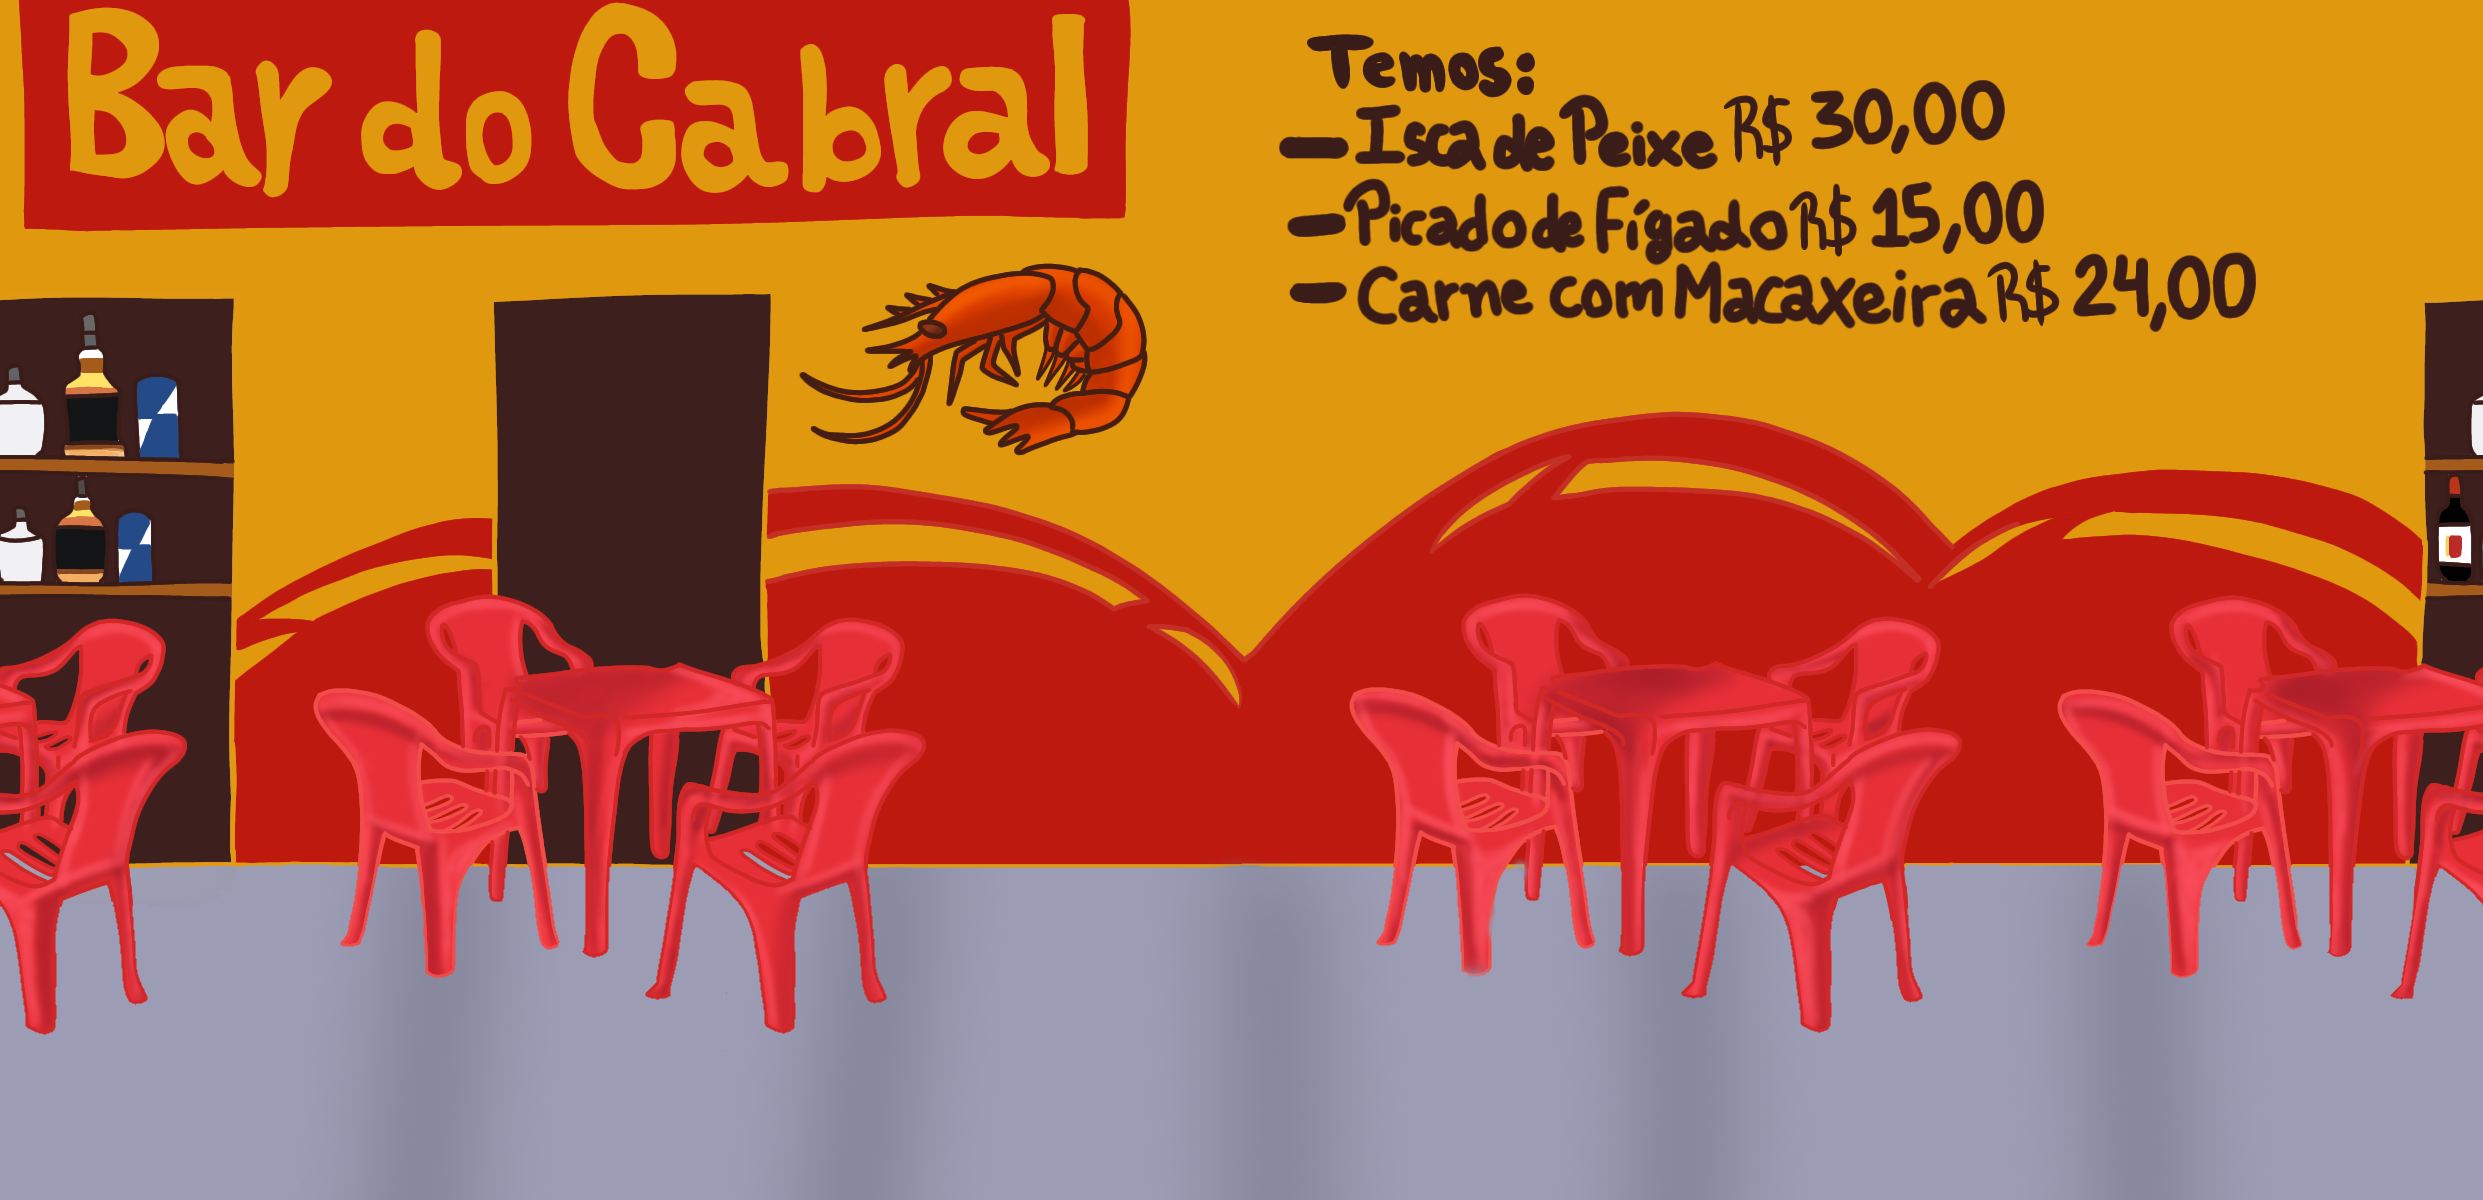 Bar do Cabral
Temos:
- Isca de Peixe R$ 30,00
- Picado de Fígado R$ 15,00
- Carne com Macaxeira R$ 24,00